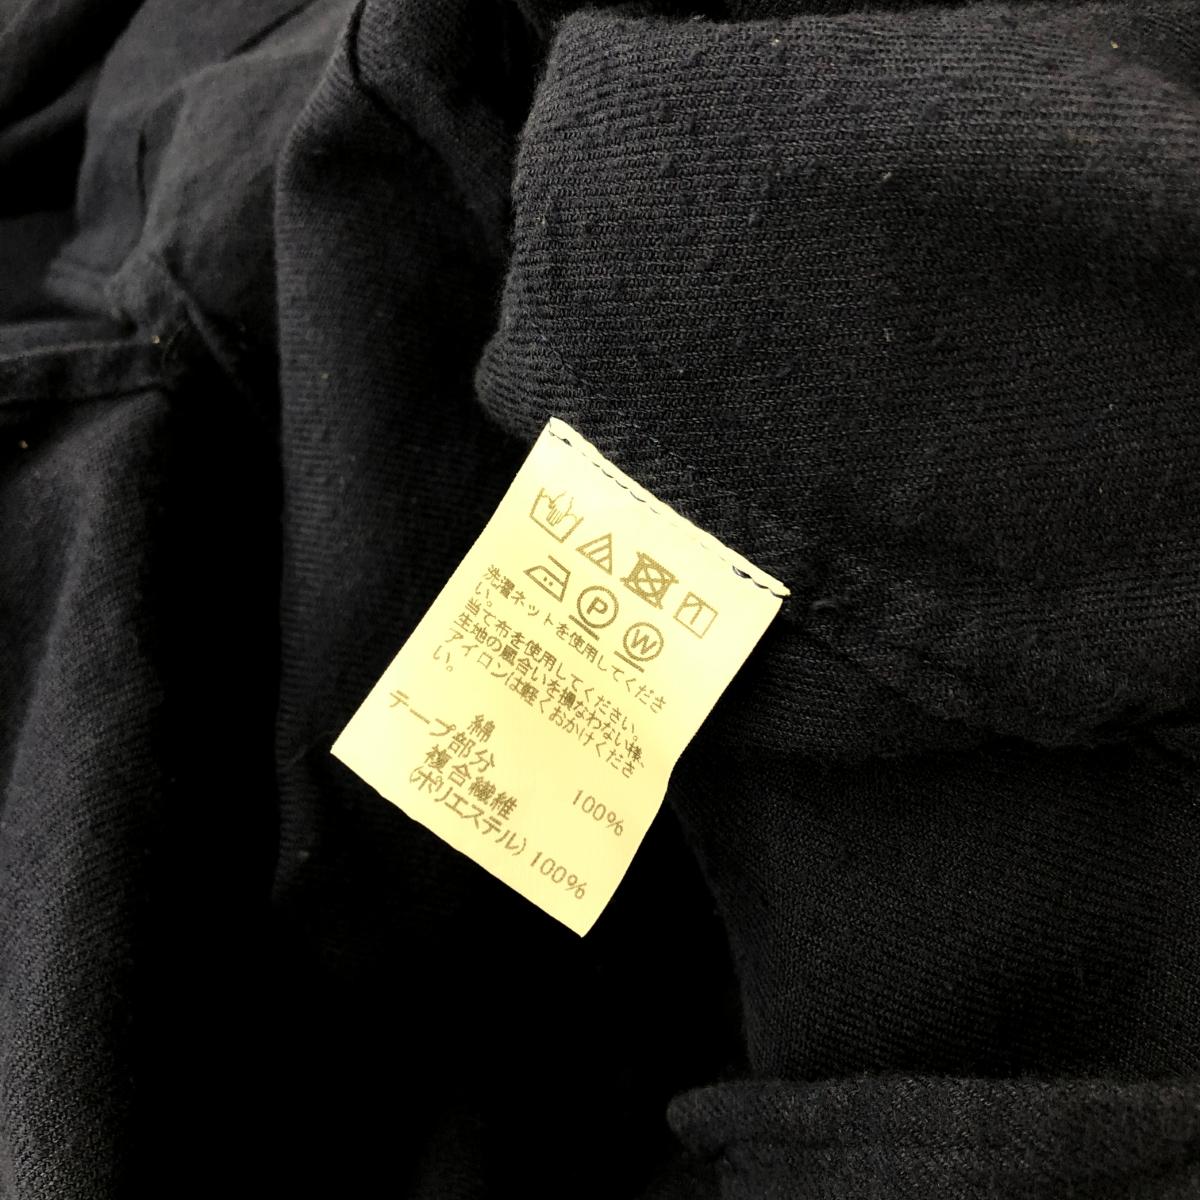 P W
洗濯ネットを使用してくださ
い。
当て布を使用してください。
生地の風合いを損なわない様、
アイロンは軽くおかけくださ
い。
綿 100%
テープ部分
複合繊維
(ポリエステル) 100%